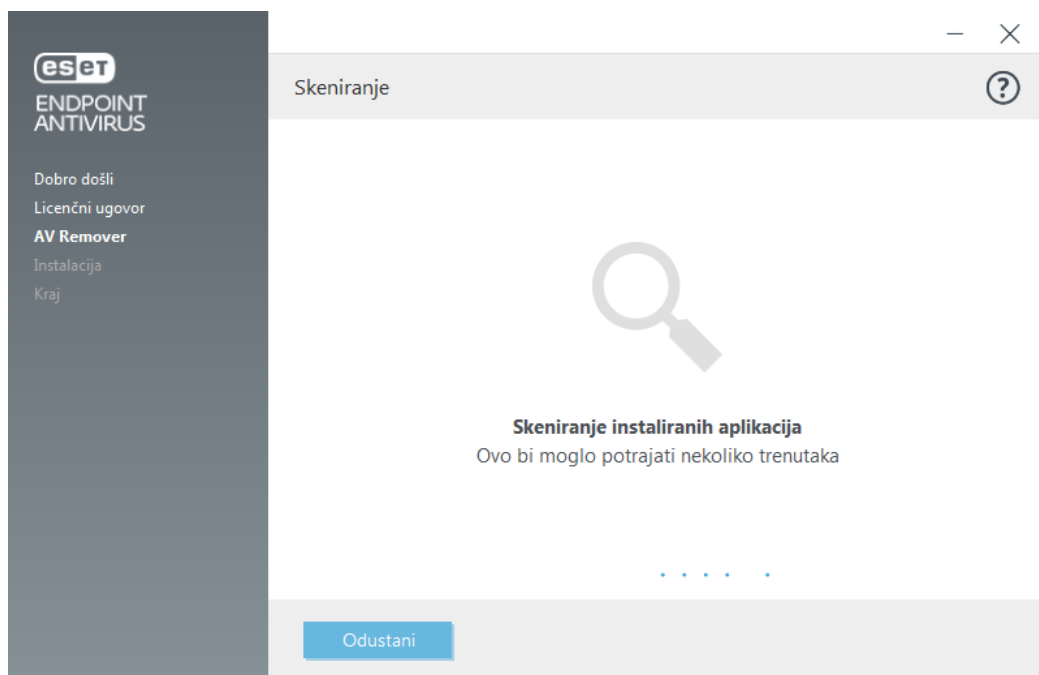 eset
ENDPOINT
ANTIVIRUS
Dobro došli
Licenčni ugovor
AV Remover
Instalacija
Kraj
Skeniranje
?
Skeniranje instaliranih aplikacija
Ovo bi moglo potrajati nekoliko trenutaka
Odustani